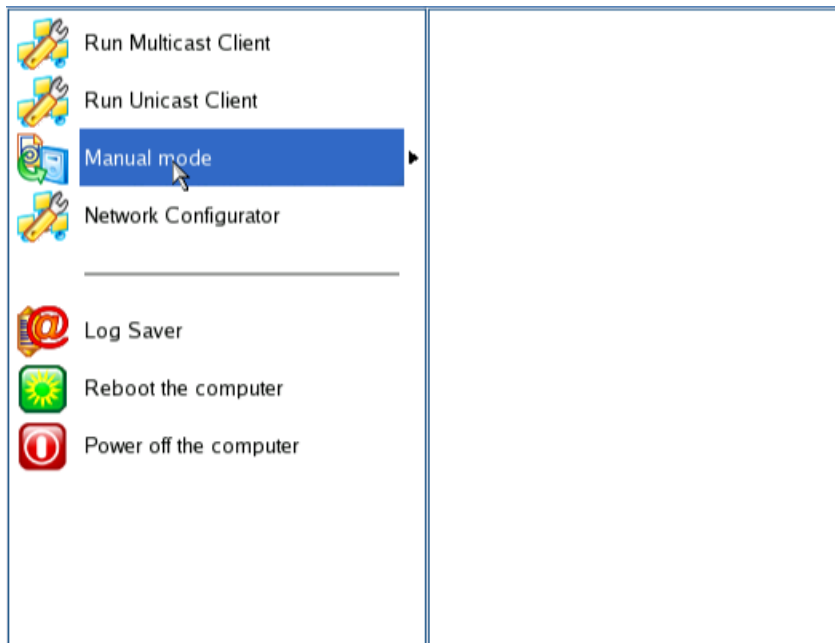 Run Multicast Client
Run Unicast Client
Manual mode
Network Configurator
Log Saver
Reboot the computer
Power off the computer